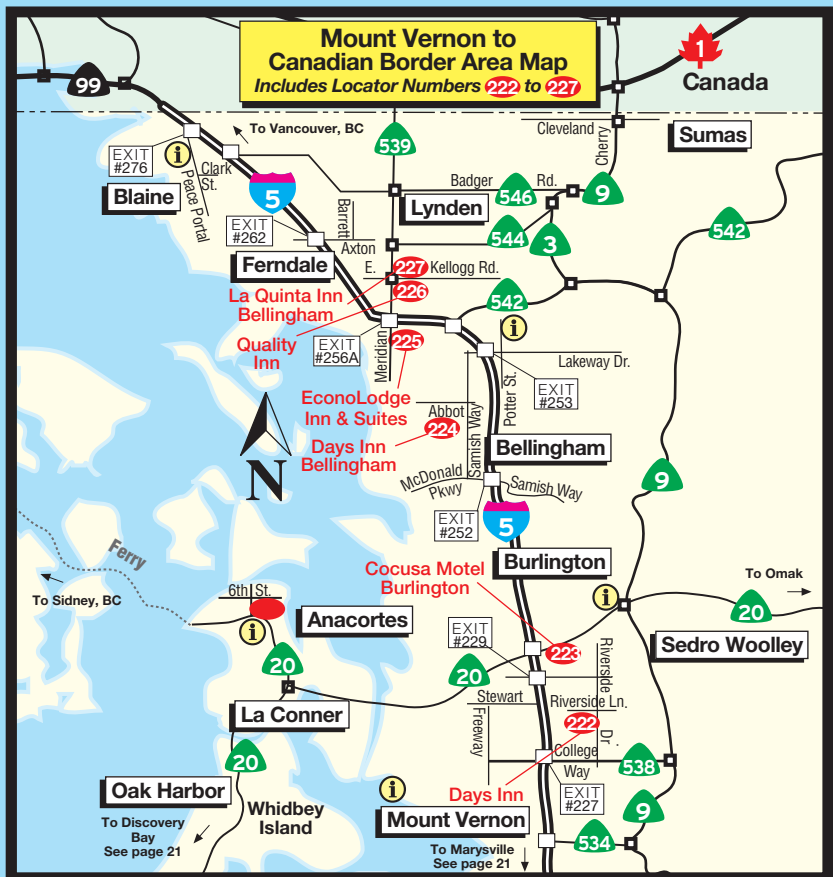 Mount Vernon to
Canadian Border Area Map
Includes Locator Numbers 222 to 227
99
1
Canada
To Vancouver, BC
539
Cleveland
Cherry
Sumas
EXIT
#276
i
Clark
St.
Peace Portal
Blaine
5
Badger Rd.
546
9
Lynden
Barrett
EXIT
#262
Axton
544
3
542
Ferndale
E. 227 Kellogg Rd.
226
La Quinta Inn
Bellingham
542
Quality
Inn
EXIT
#256A
Meridian
225
i
Potter St.
Lakeway Dr.
EXIT
#253
EconoLodge
Inn & Suites
Abbot
224
Samish Way
Days Inn
Bellingham
Bellingham
N
McDonald
Pkwy
Samish Way
9
EXIT
#252
5
Ferry
Burlington
Cocusa Motel
Burlington
To Sidney, BC
6th St.
i
Anacortes
i
To Omak
20
Sedro Woolley
EXIT
#229
223
20
20
Riverside
Stewart
Riverside Ln.
La Conner
Freeway
222
Dr
College
Way
538
20
Oak Harbor
Whidbey
Island
i
Days Inn
EXIT
#227
Mount Vernon
9
To Discovery
Bay
See page 21
To Marysville
See page 21
534